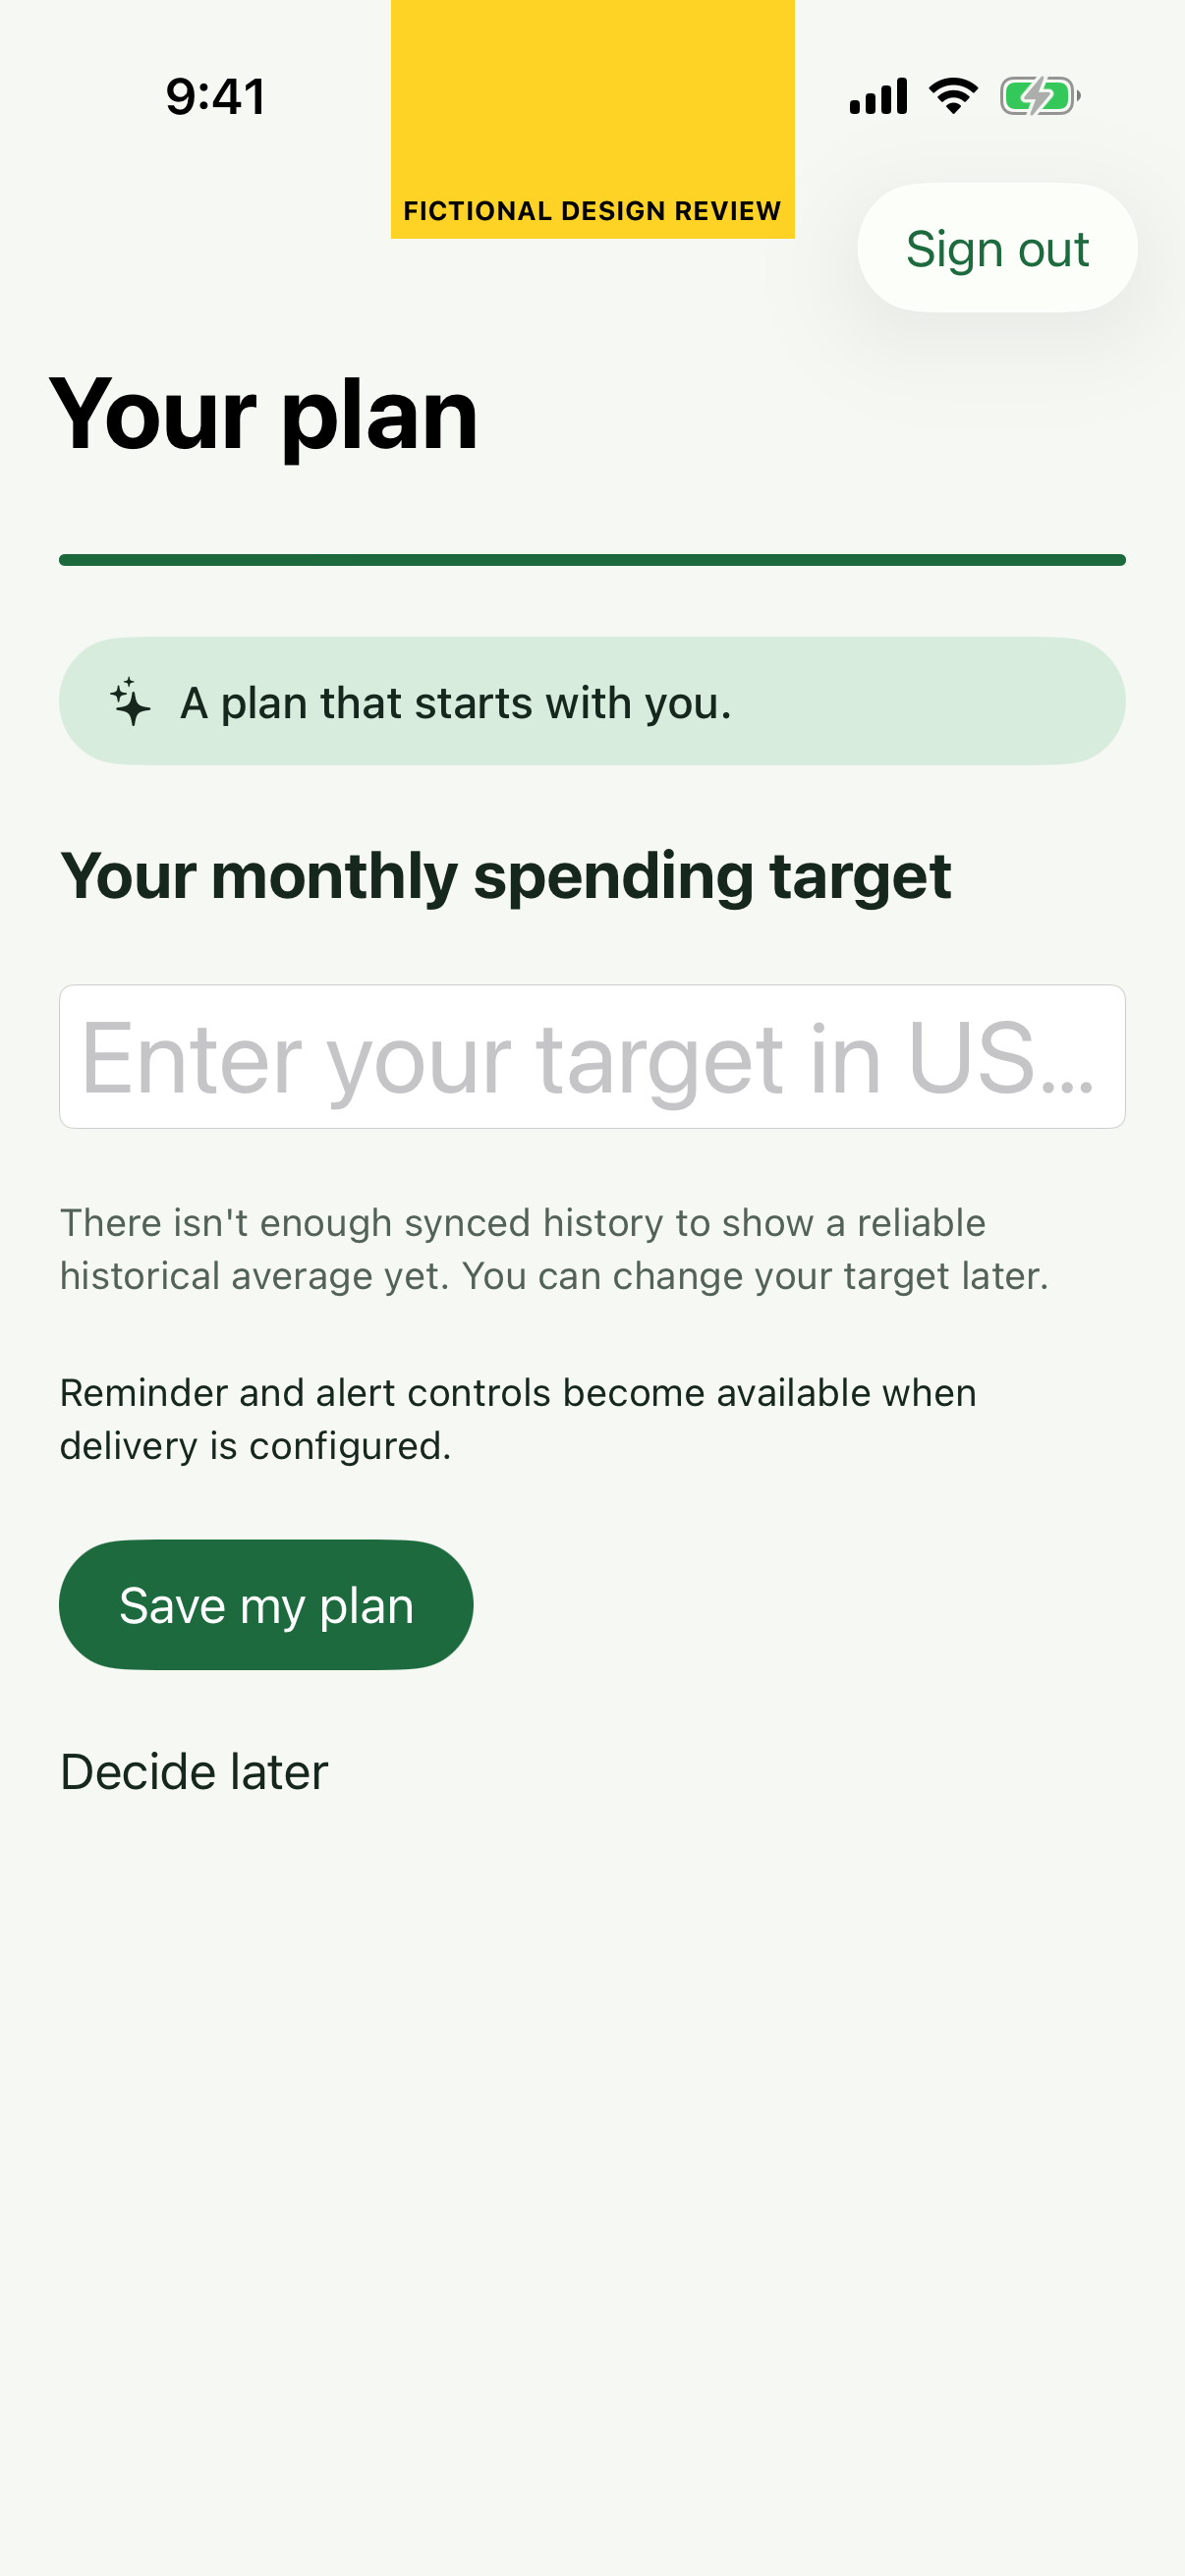 9:41
FICTIONAL DESIGN REVIEW
Sign out
Your plan
A plan that starts with you.
Your monthly spending target
Enter your target in US...
There isn't enough synced history to show a reliable
historical average yet. You can change your target later.
Reminder and alert controls become available when
delivery is configured.
Save my plan
Decide later